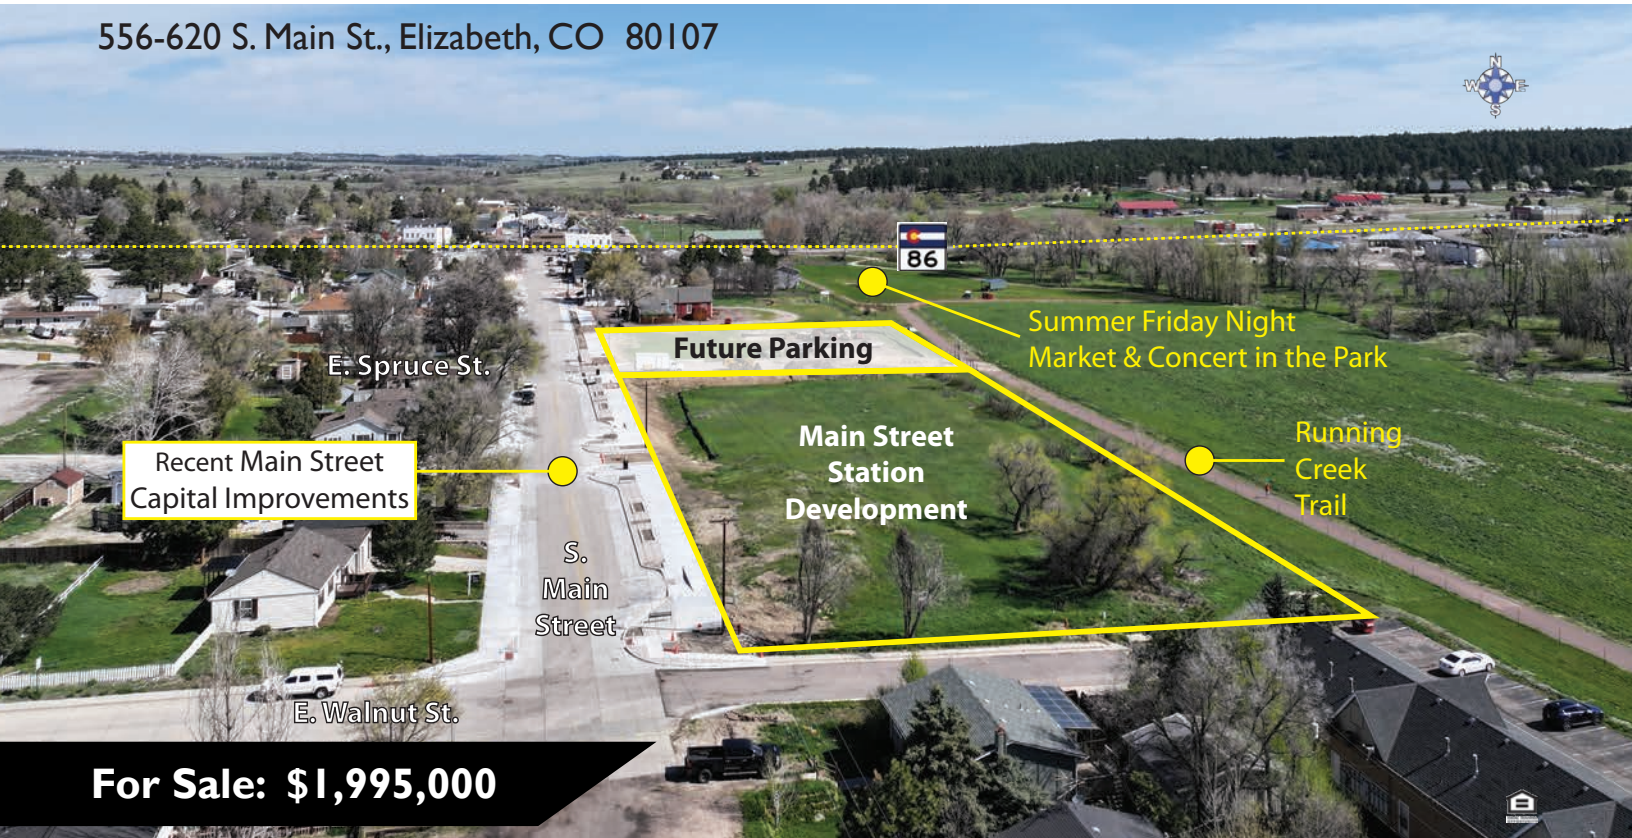 556-620 S. Main St., Elizabeth, CO 80107
N
W E
S
86
Summer Friday Night
Market & Concert in the Park
Future Parking
E. Spruce St.
Main Street
Station
Development
Running
Creek
Trail
Recent Main Street
Capital Improvements
S.
Main
Street
E. Walnut St.
For Sale: $1,995,000